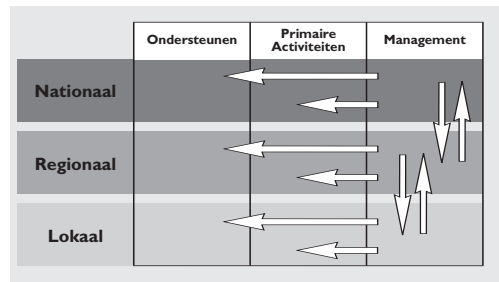 Ondersteunen
Primaire
Activiteiten
Management
Nationaal
Regionaal
Lokaal